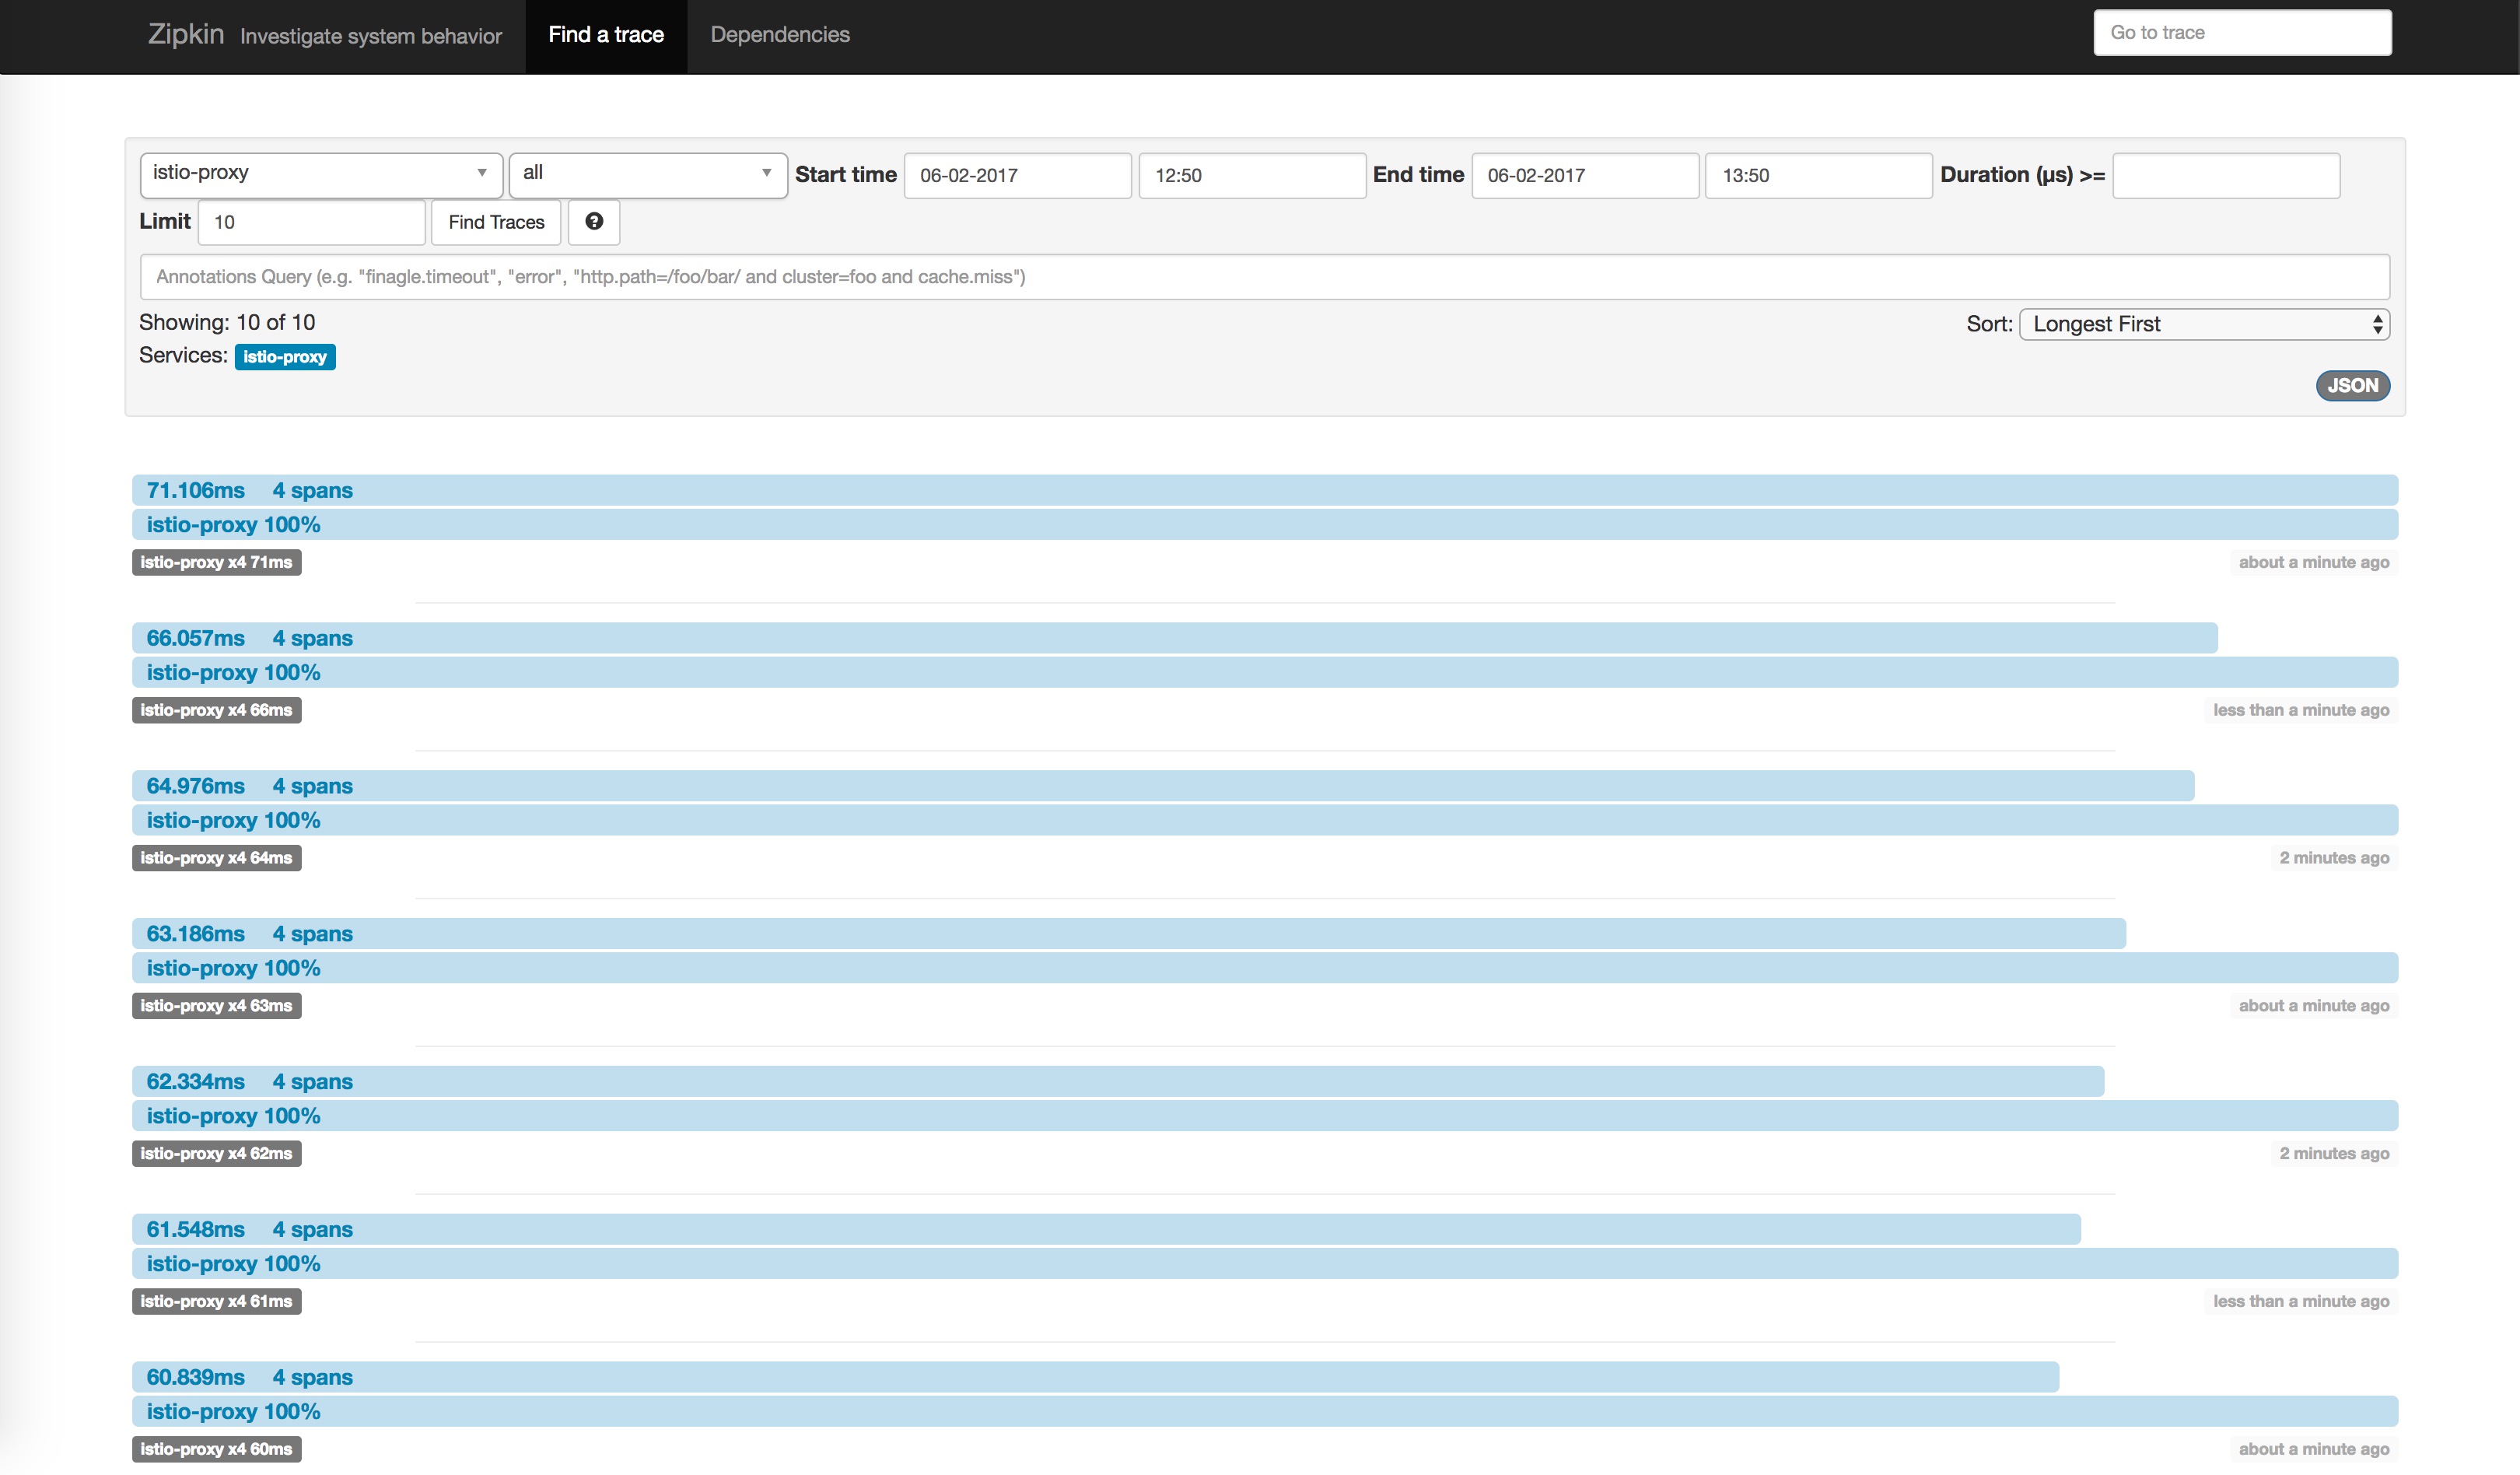 Zipkin Investigate system behavior Find a trace Dependencies Go to trace
istio-proxy all Start time 06-02-2017 12:50 End time 06-02-2017 13:50 Duration (µs) >=
Limit 10 Find Traces ?
Annotations Query (e.g. "finagle.timeout", "error", "http.path=/foo/bar/ and cluster=foo and cache.miss")
Showing: 10 of 10 Sort: Longest First
Services: istio-proxy
JSON
71.106ms 4 spans
istio-proxy 100%
istio-proxy x4 71ms about a minute ago
66.057ms 4 spans
istio-proxy 100%
istio-proxy x4 66ms less than a minute ago
64.976ms 4 spans
istio-proxy 100%
istio-proxy x4 64ms 2 minutes ago
63.186ms 4 spans
istio-proxy 100%
istio-proxy x4 63ms about a minute ago
62.334ms 4 spans
istio-proxy 100%
istio-proxy x4 62ms 2 minutes ago
61.548ms 4 spans
istio-proxy 100%
istio-proxy x4 61ms less than a minute ago
60.839ms 4 spans
istio-proxy 100%
istio-proxy x4 60ms about a minute ago